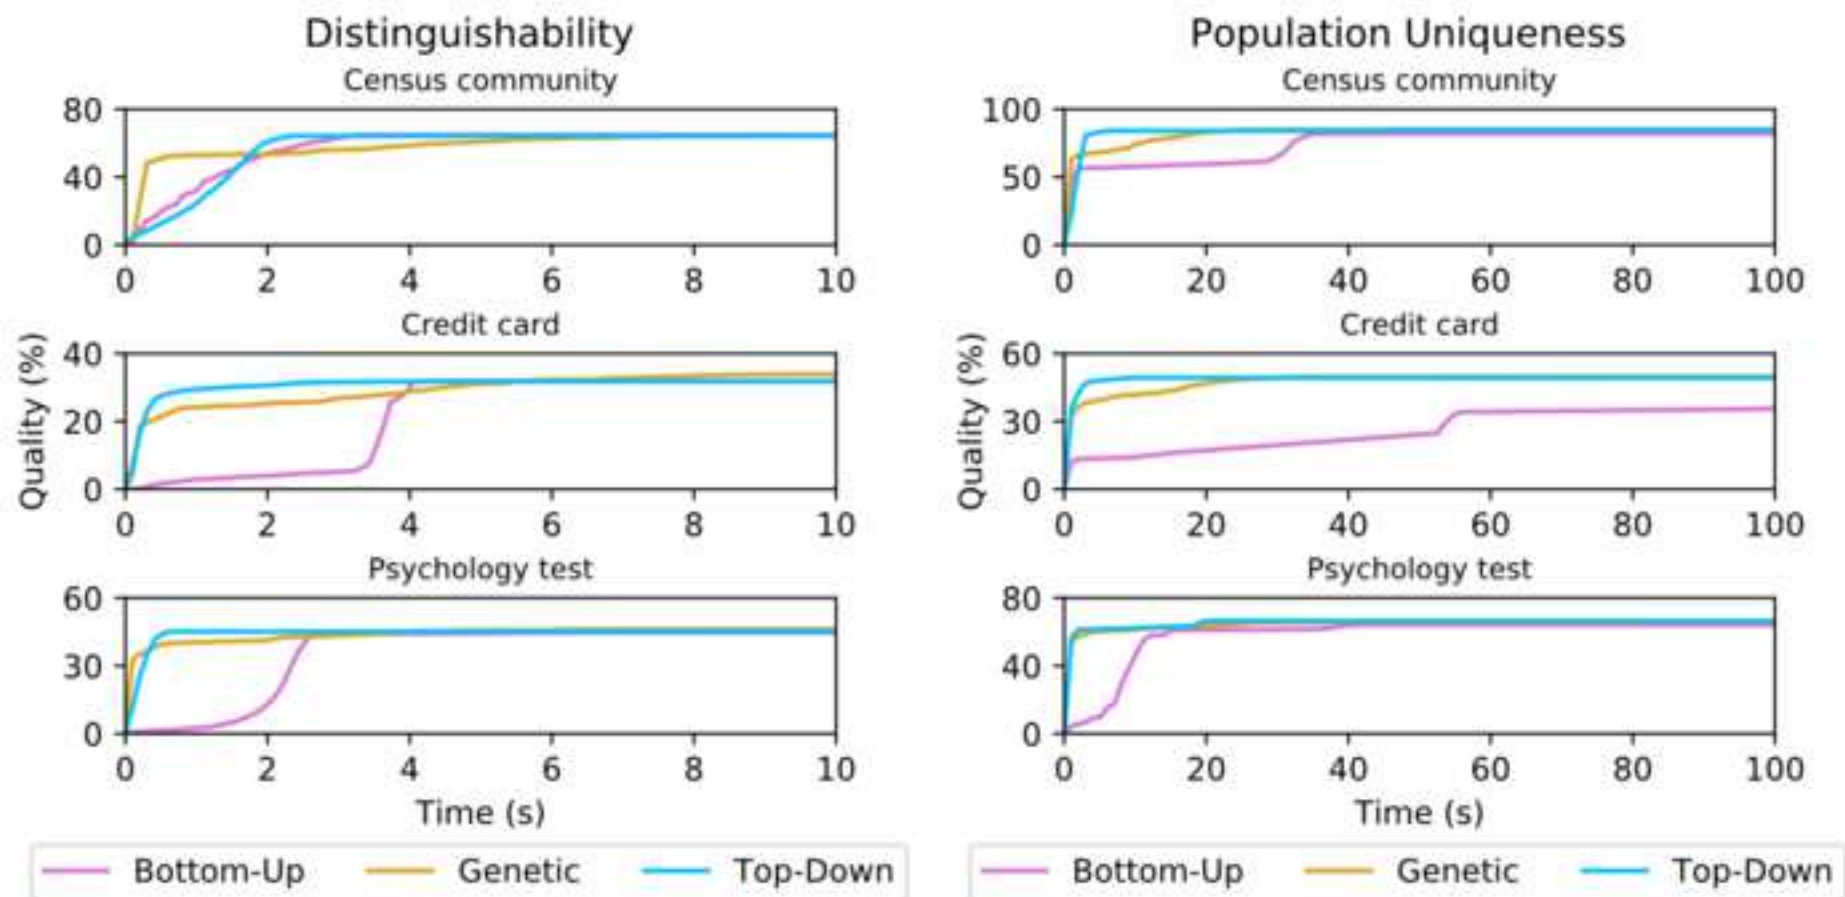 Distinguishability
Census community
80
40
0
0 2 4 6 8 10
Credit card
40
20
0
0 2 4 6 8 10
Psychology test
60
30
0
0 2 4 6 8 10
Quality (%)
Time (s)
Bottom-Up Genetic Top-Down
Population Uniqueness
Census community
100
50
0
0 20 40 60 80 100
Credit card
60
30
0
0 20 40 60 80 100
Psychology test
80
40
0
0 20 40 60 80 100
Quality (%)
Time (s)
Bottom-Up Genetic Top-Down